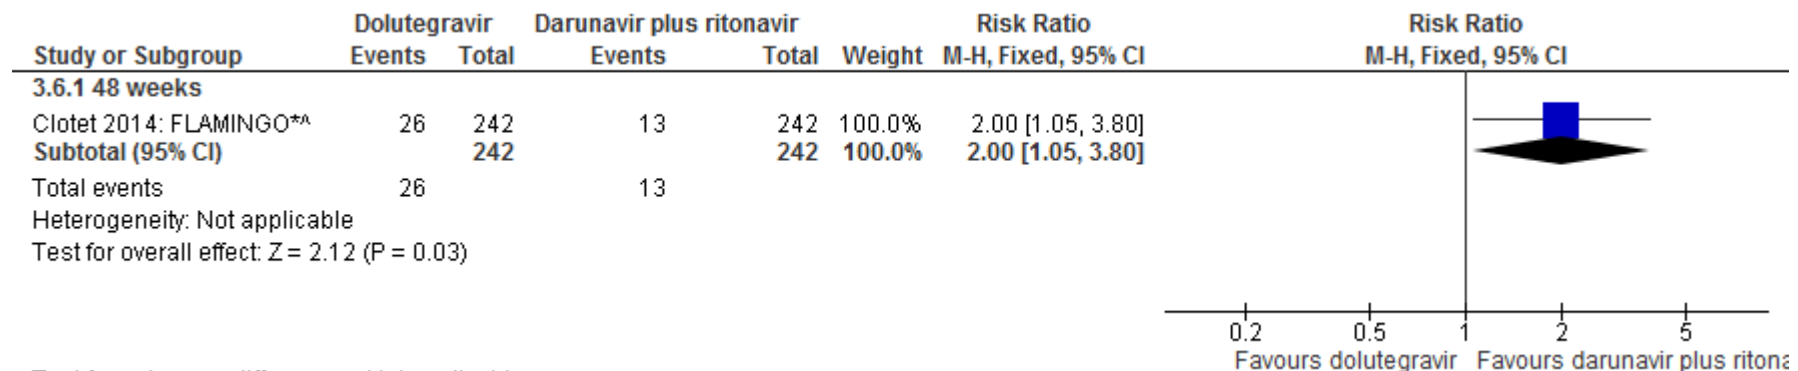 Dolutegravir Darunavir plus ritonavir Risk Ratio Risk Ratio
Study or Subgroup Events Total Events Total Weight M-H, Fixed, 95% CI M-H, Fixed, 95% CI
3.6.1 48 weeks
Clotet 2014: FLAMINGO*^ 26 242 13 242 100.0% 2.00 [1.05, 3.80]
Subtotal (95% CI) 242 242 100.0% 2.00 [1.05, 3.80]
Total events 26 13
Heterogeneity: Not applicable
Test for overall effect: Z = 2.12 (P = 0.03)
0.2 0.5 1 2 5
Favours dolutegravir Favours darunavir plus ritona